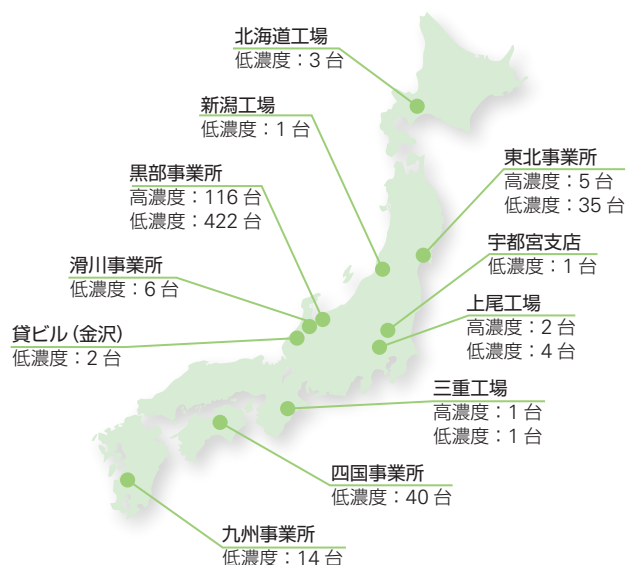 北海道工場
低濃度：3 台
新潟工場
低濃度：1 台
黒部事業所
高濃度：116 台
低濃度：422 台
滑川事業所
低濃度：6 台
貸ビル（金沢）
低濃度：2 台
東北事業所
高濃度：5 台
低濃度：35 台
宇都宮支店
低濃度：1 台
上尾工場
高濃度：2 台
低濃度：4 台
三重工場
高濃度：1 台
低濃度：1 台
四国事業所
低濃度：40 台
九州事業所
低濃度：14 台